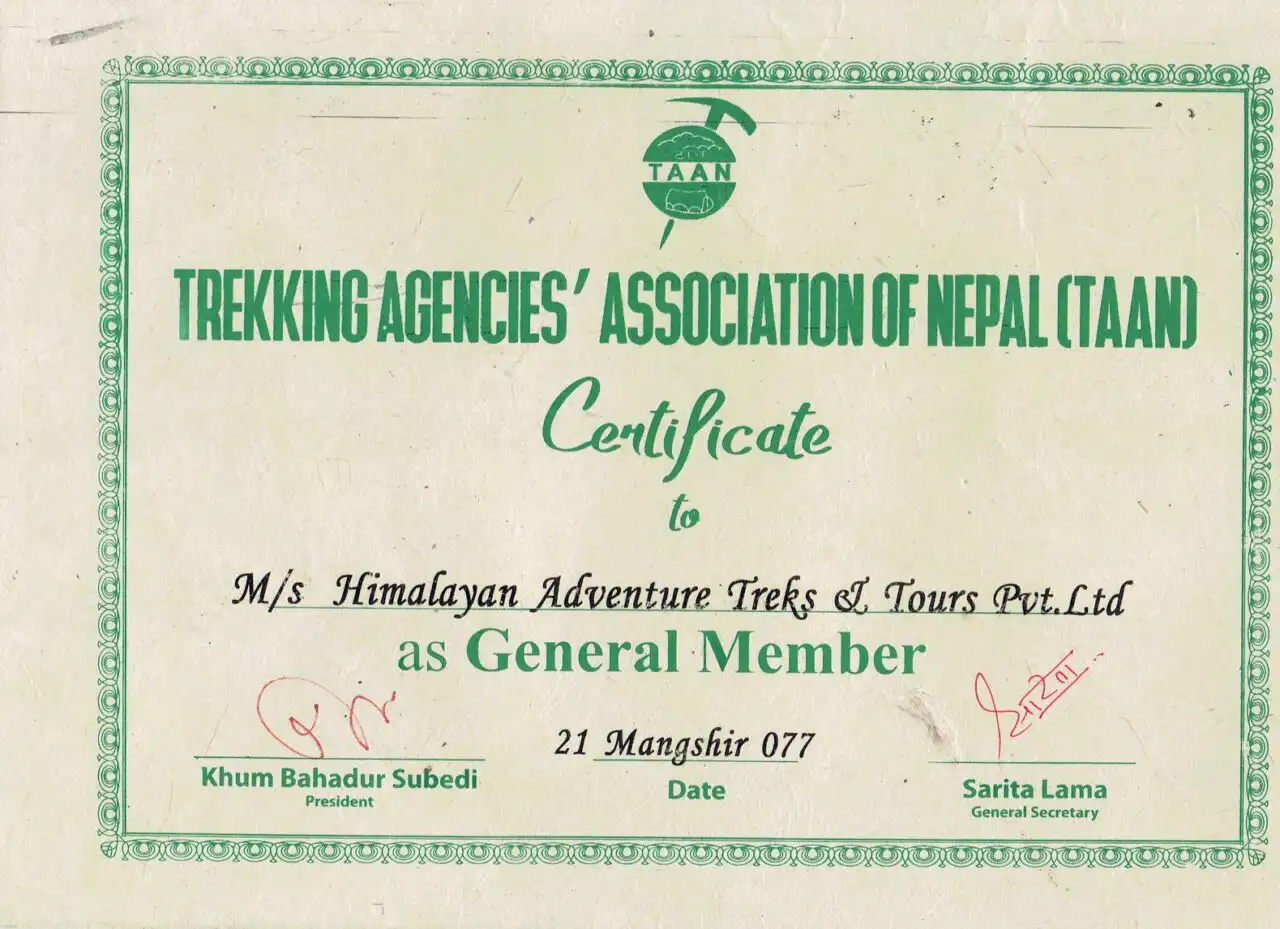 TAAN
TREKKING AGENCIES' ASSOCIATION OF NEPAL (TAAN)
Certificate
to
M/s Himalayan Adventure Treks & Tours Pvt.Ltd
as General Member
21 Mangshir 077
Khum Bahadur Subedi
President
Date
Sarita Lama
General Secretary